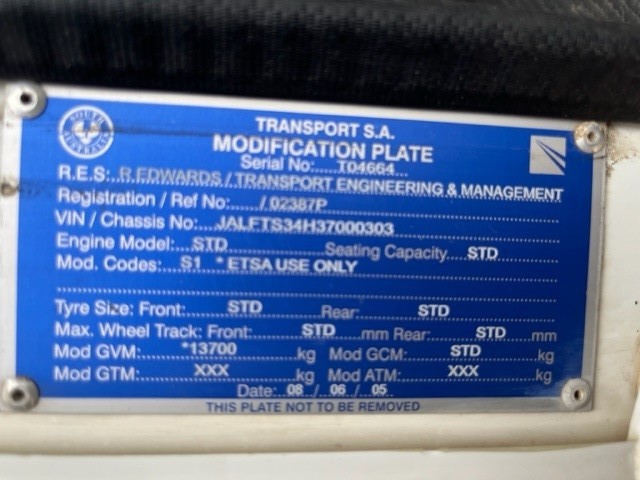 SOUTH AUSTRALIA
TRANSPORT S.A.
MODIFICATION PLATE
Serial No: T04664
R.E.S: R EDWARDS / TRANSPORT ENGINEERING & MANAGEMENT
Registration / Ref No: / 02387P
VIN / Chassis No: JALFTS34H37000303
Engine Model: STD Seating Capacity STD
Mod. Codes: S1 * ETSA USE ONLY
Tyre Size: Front: STD Rear: STD
Max. Wheel Track: Front: STD mm Rear: STD mm
Mod GVM: *13700 kg Mod GCM: STD kg
Mod GTM: XXX kg Mod ATM: XXX kg
Date: 08 / 06 / 05
THIS PLATE NOT TO BE REMOVED